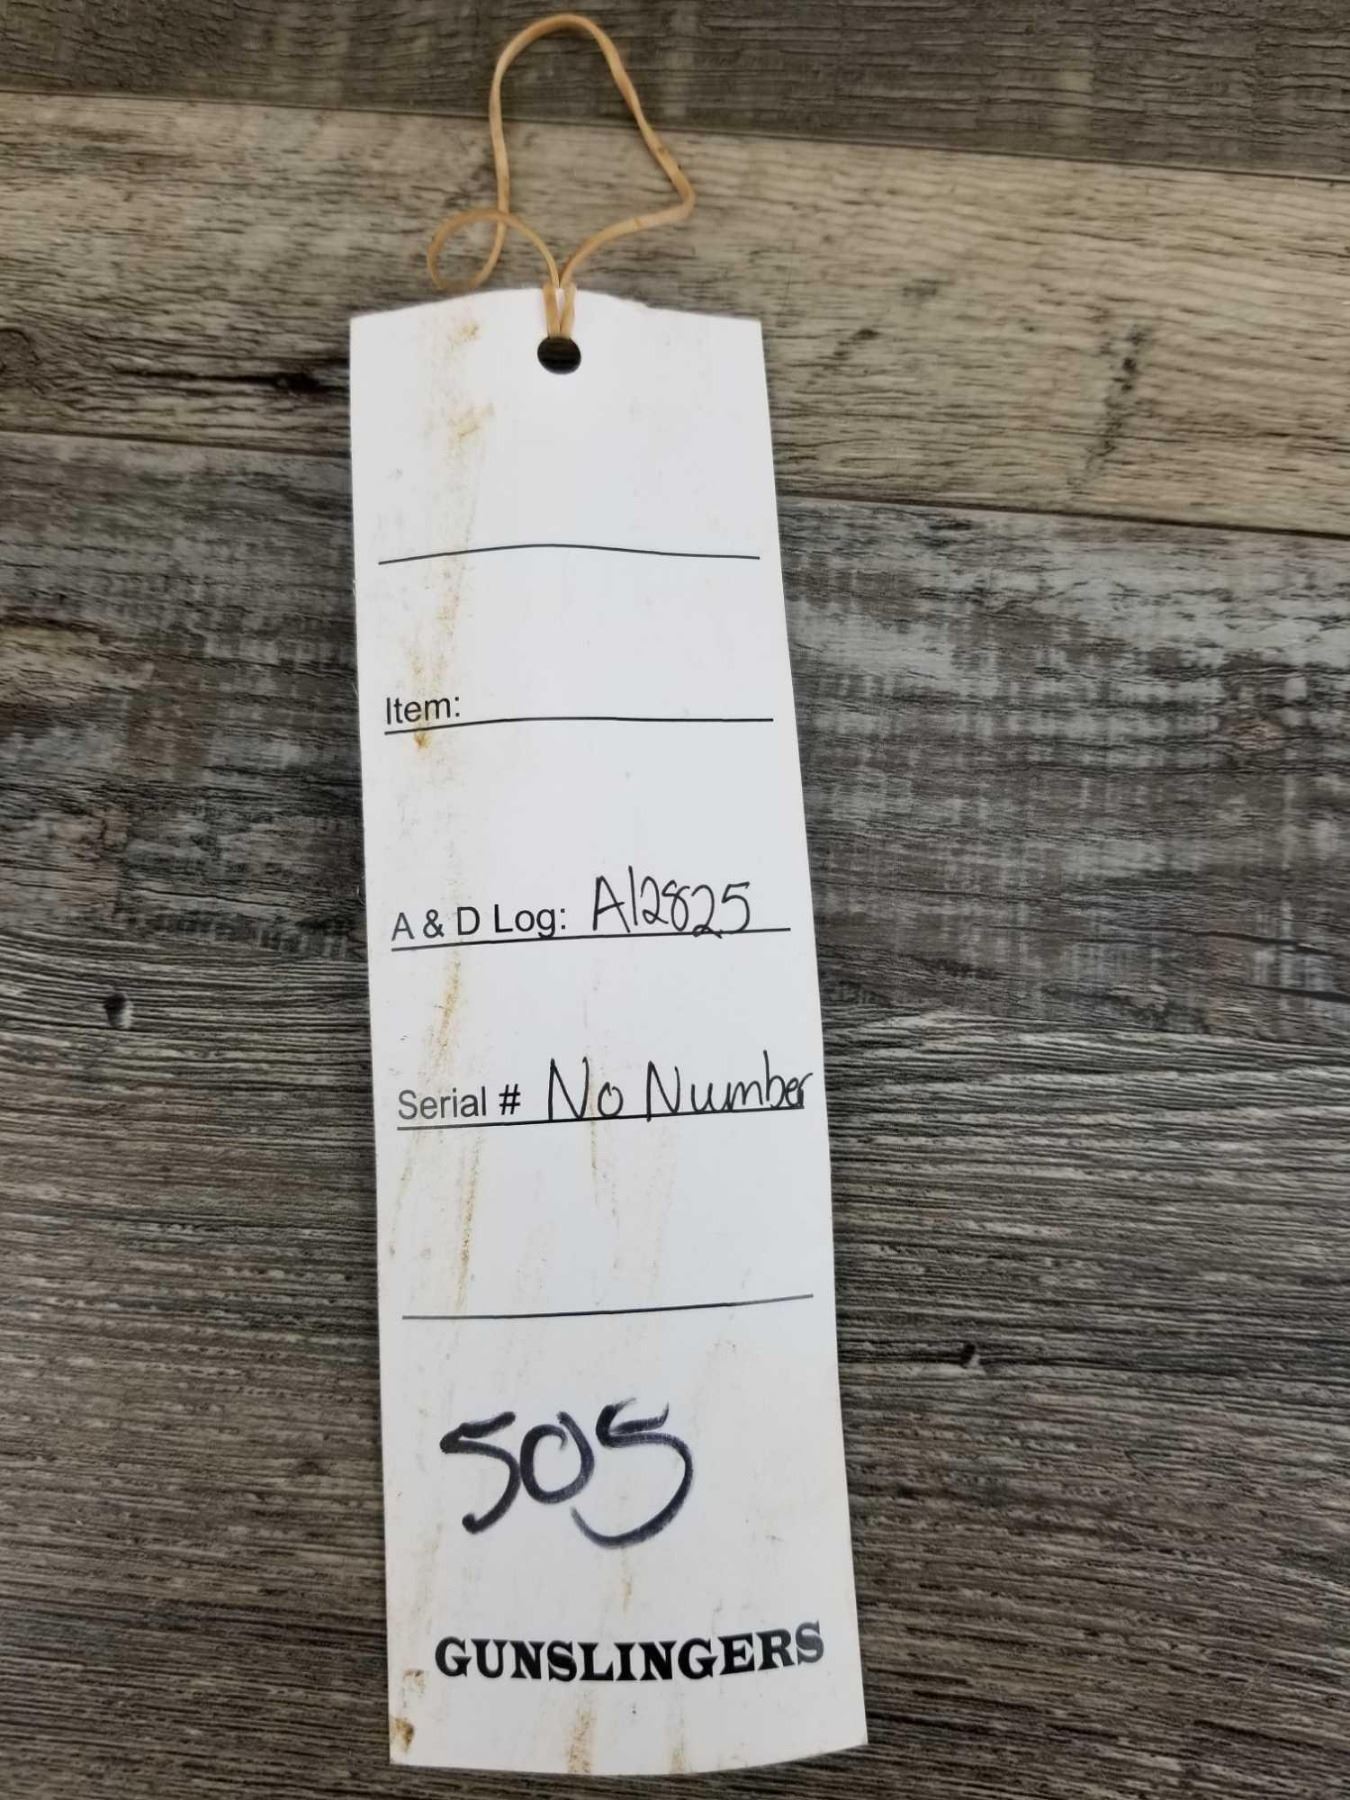 Item:
A & D Log: A12825
Serial # No Number
505
GUNSLINGERS